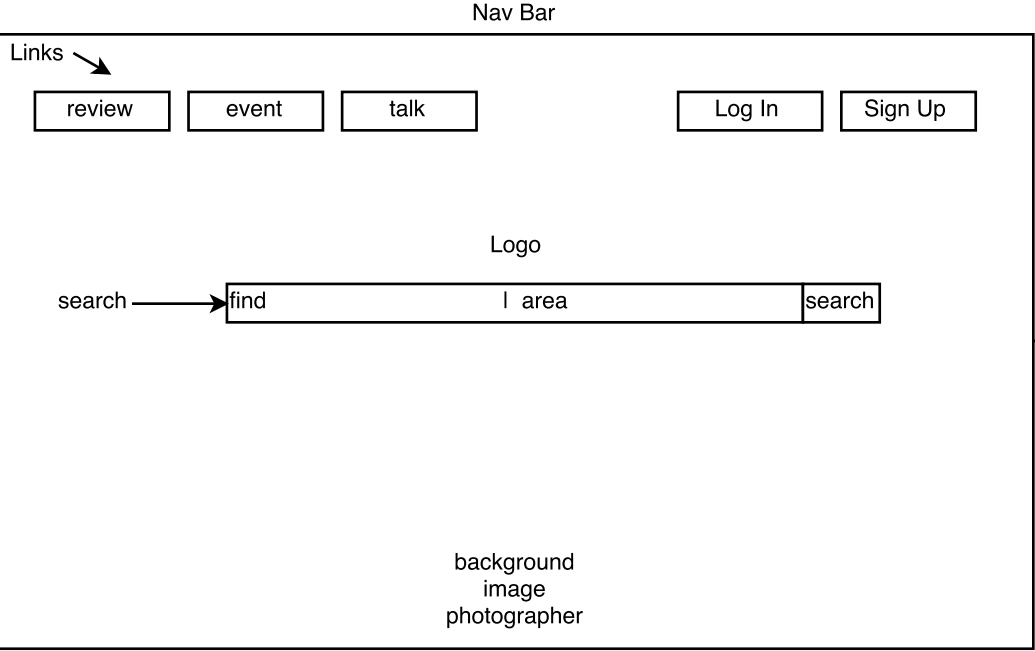 Nav Bar
Links
review event talk Log In Sign Up
Logo
search find | area search
background
image
photographer